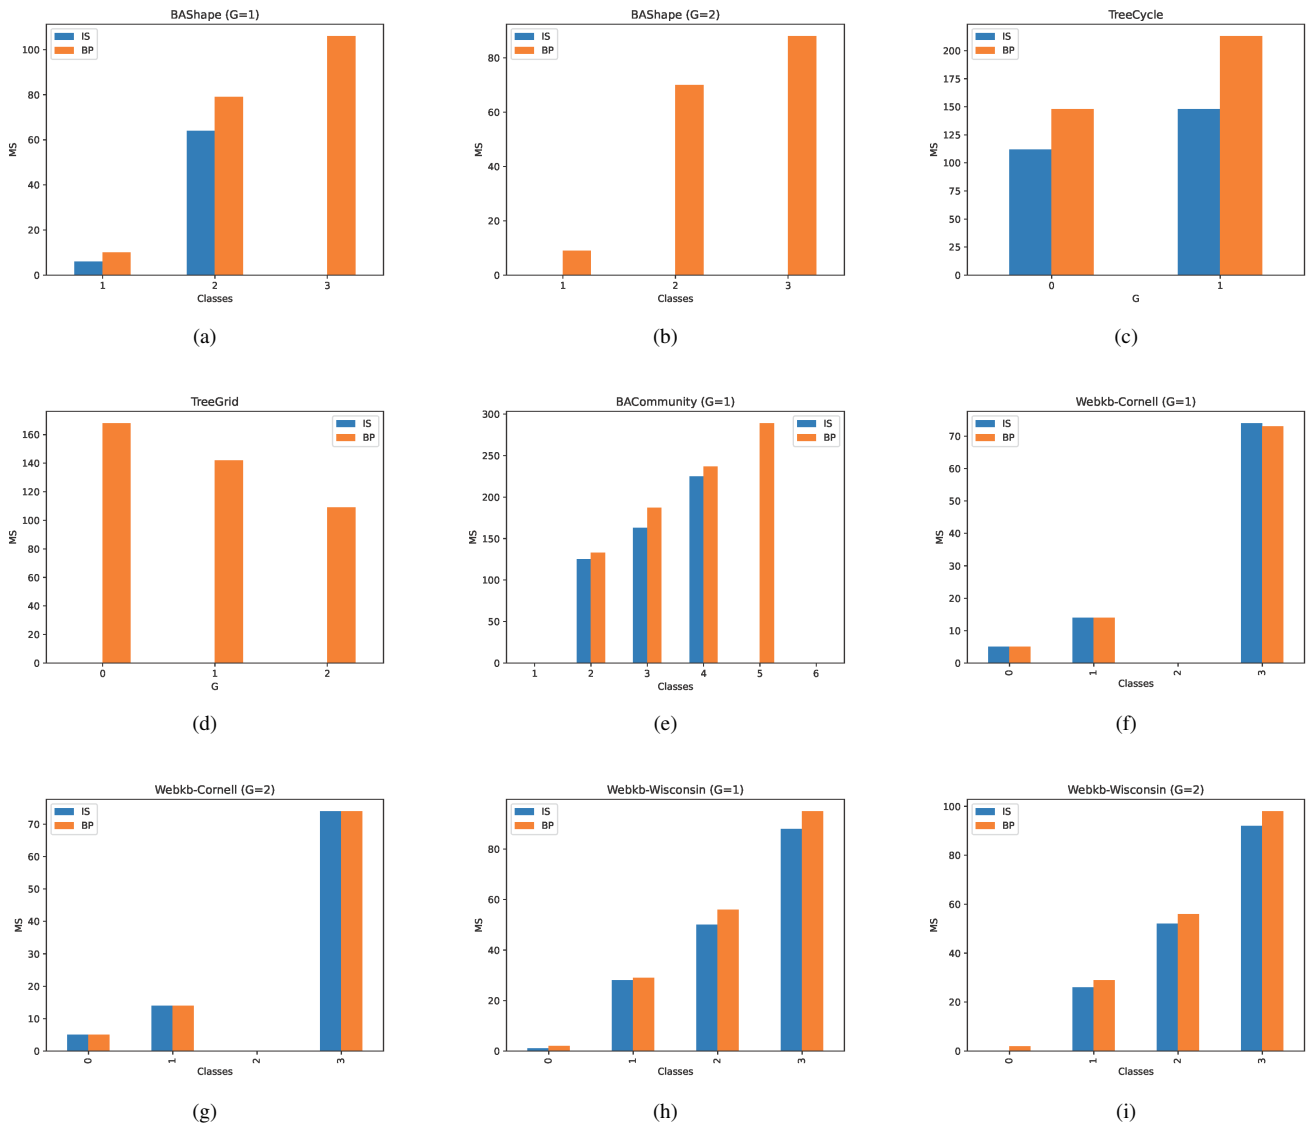 BAShape (G=1)
IS
BP
100
80
60
40
20
0
MS
1 2 3
Classes
(a)
BAShape (G=2)
IS
BP
80
60
40
20
0
MS
1 2 3
Classes
(b)
TreeCycle
IS
BP
200
175
150
125
100
75
50
25
0
MS
0 1
G
(c)
TreeGrid
IS
BP
160
140
120
100
80
60
40
20
0
MS
0 1 2
G
(d)
BACommunity (G=1)
IS
BP
300
250
200
150
100
50
0
MS
1 2 3 4 5 6
Classes
(e)
Webkb-Cornell (G=1)
IS
BP
70
60
50
40
30
20
10
0
MS
0 1 2 3
Classes
(f)
Webkb-Cornell (G=2)
IS
BP
70
60
50
40
30
20
10
0
MS
0 1 2 3
Classes
(g)
Webkb-Wisconsin (G=1)
IS
BP
80
60
40
20
0
MS
0 1 2 3
Classes
(h)
Webkb-Wisconsin (G=2)
IS
BP
100
80
60
40
20
0
MS
0 1 2 3
Classes
(i)